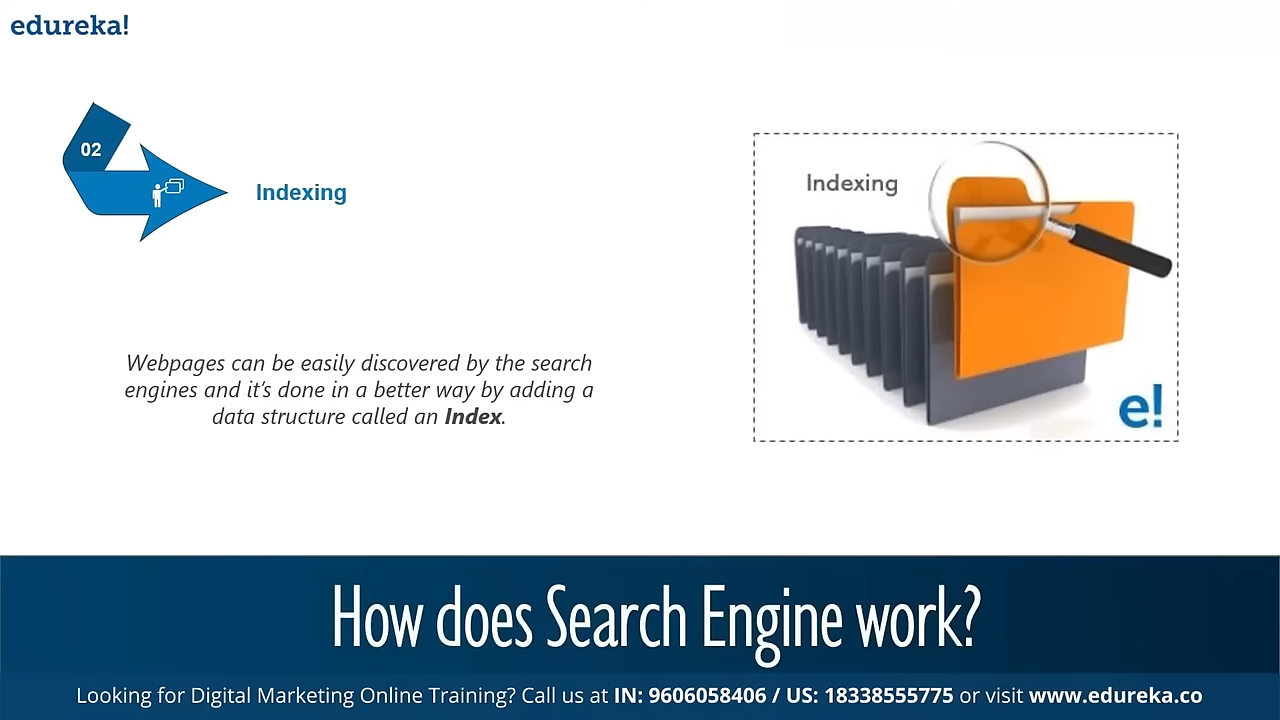 edureka!
02
Indexing
Indexing
Webpages can be easily discovered by the search
engines and it's done in a better way by adding a
data structure called an Index.
e!
How does Search Engine work?
Looking for Digital Marketing Online Training? Call us at IN: 9606058406 / US: 18338555775 or visit www.edureka.co